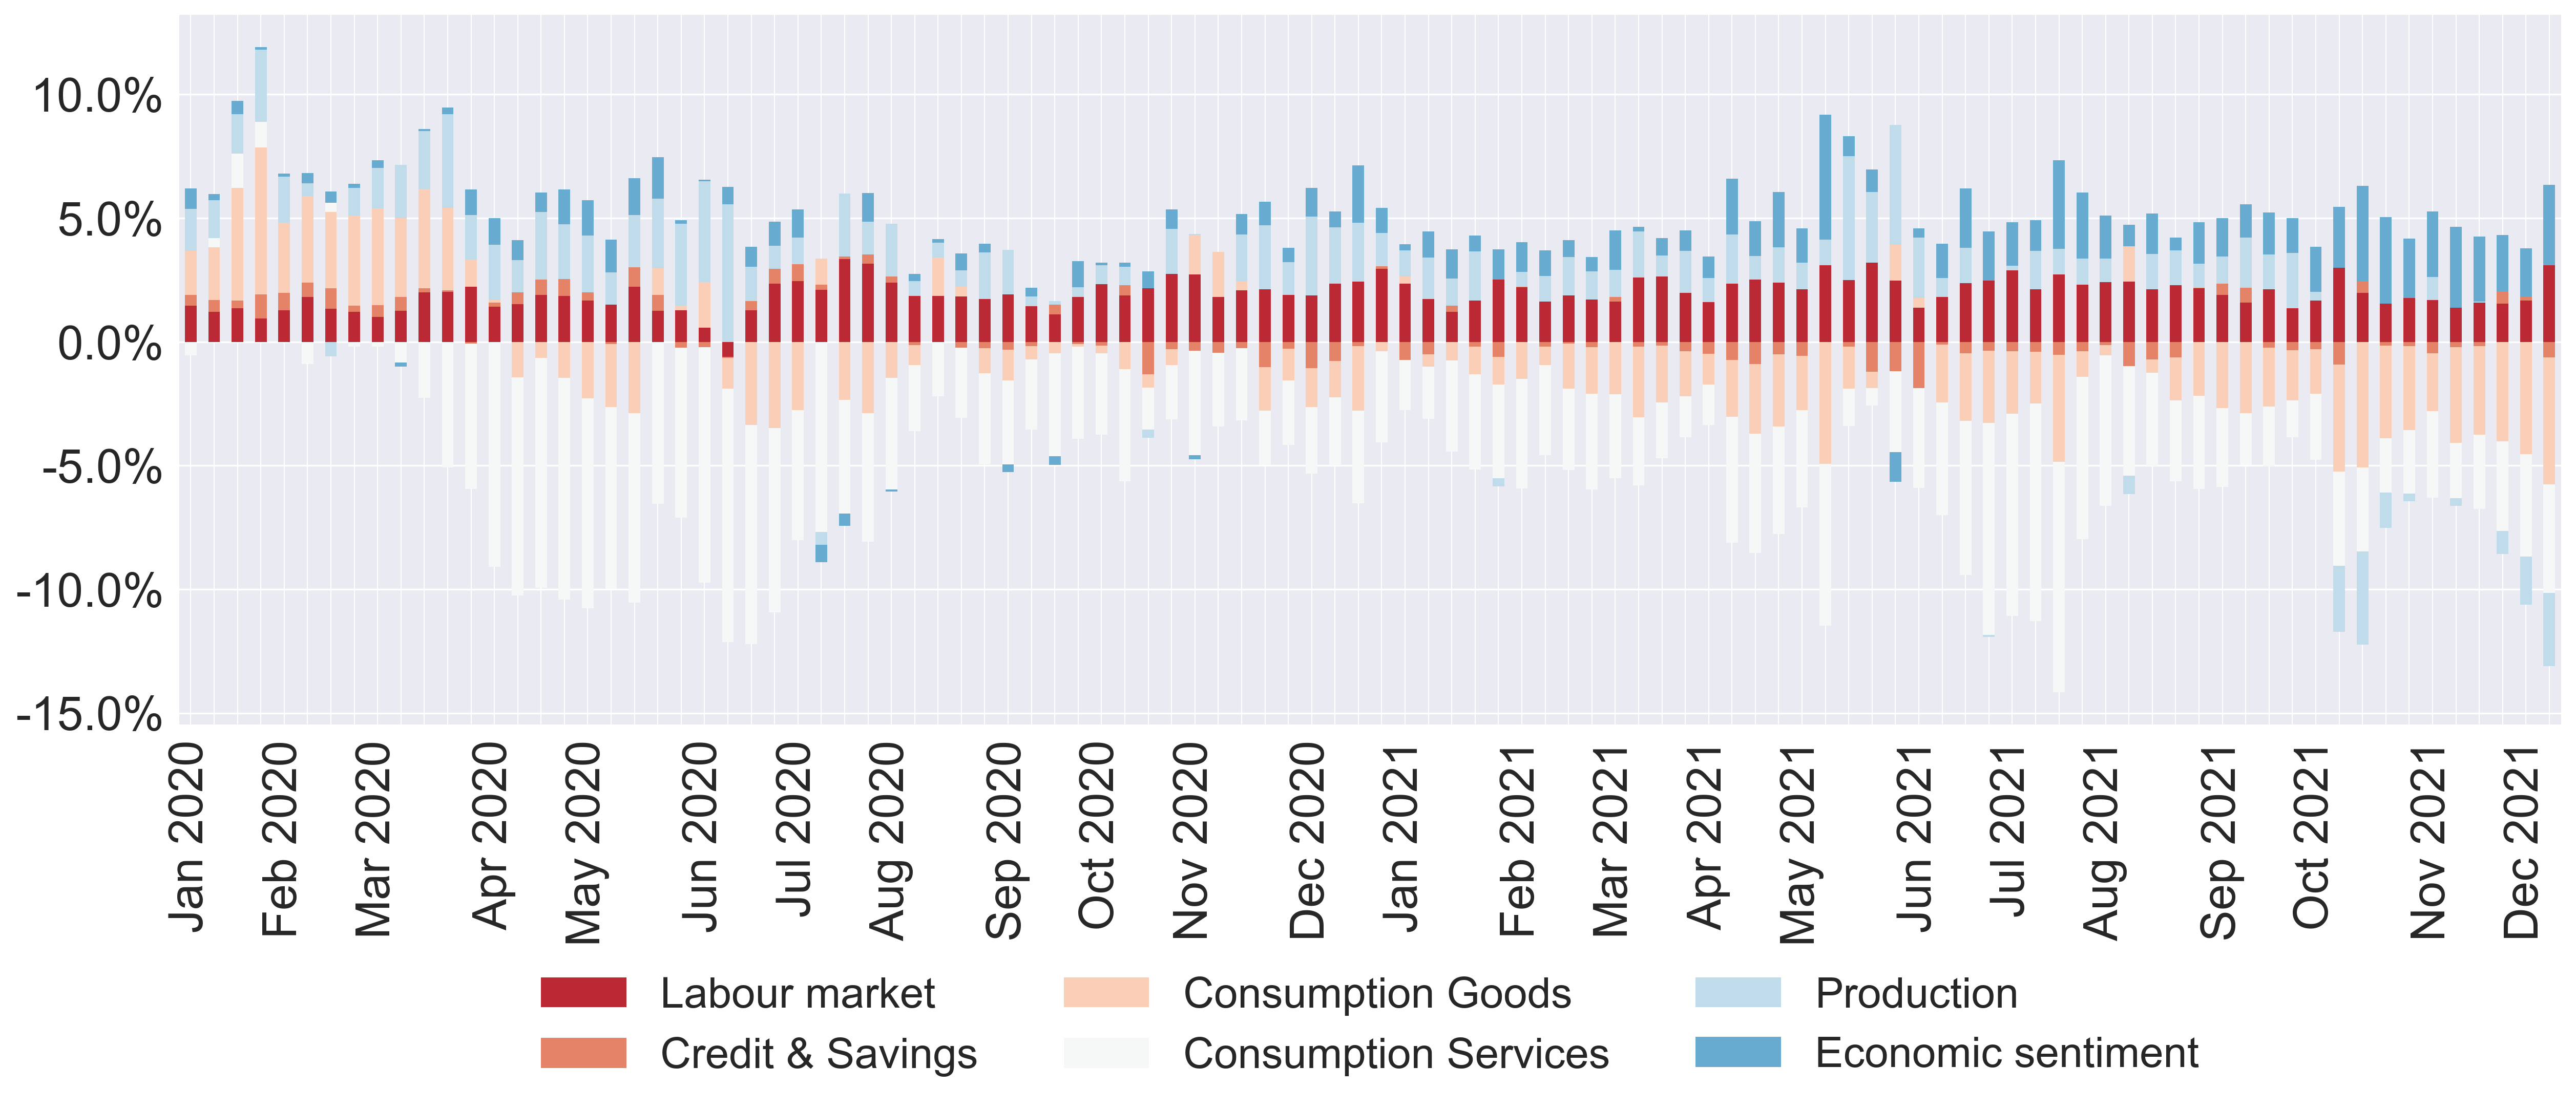 10.0%
5.0%
0.0%
-5.0%
-10.0%
-15.0%
Jan 2020
Feb 2020
Mar 2020
Apr 2020
May 2020
Jun 2020
Jul 2020
Aug 2020
Sep 2020
Oct 2020
Nov 2020
Dec 2020
Jan 2021
Feb 2021
Mar 2021
Apr 2021
May 2021
Jun 2021
Jul 2021
Aug 2021
Sep 2021
Oct 2021
Nov 2021
Dec 2021
Labour market
Consumption Goods
Production
Credit & Savings
Consumption Services
Economic sentiment